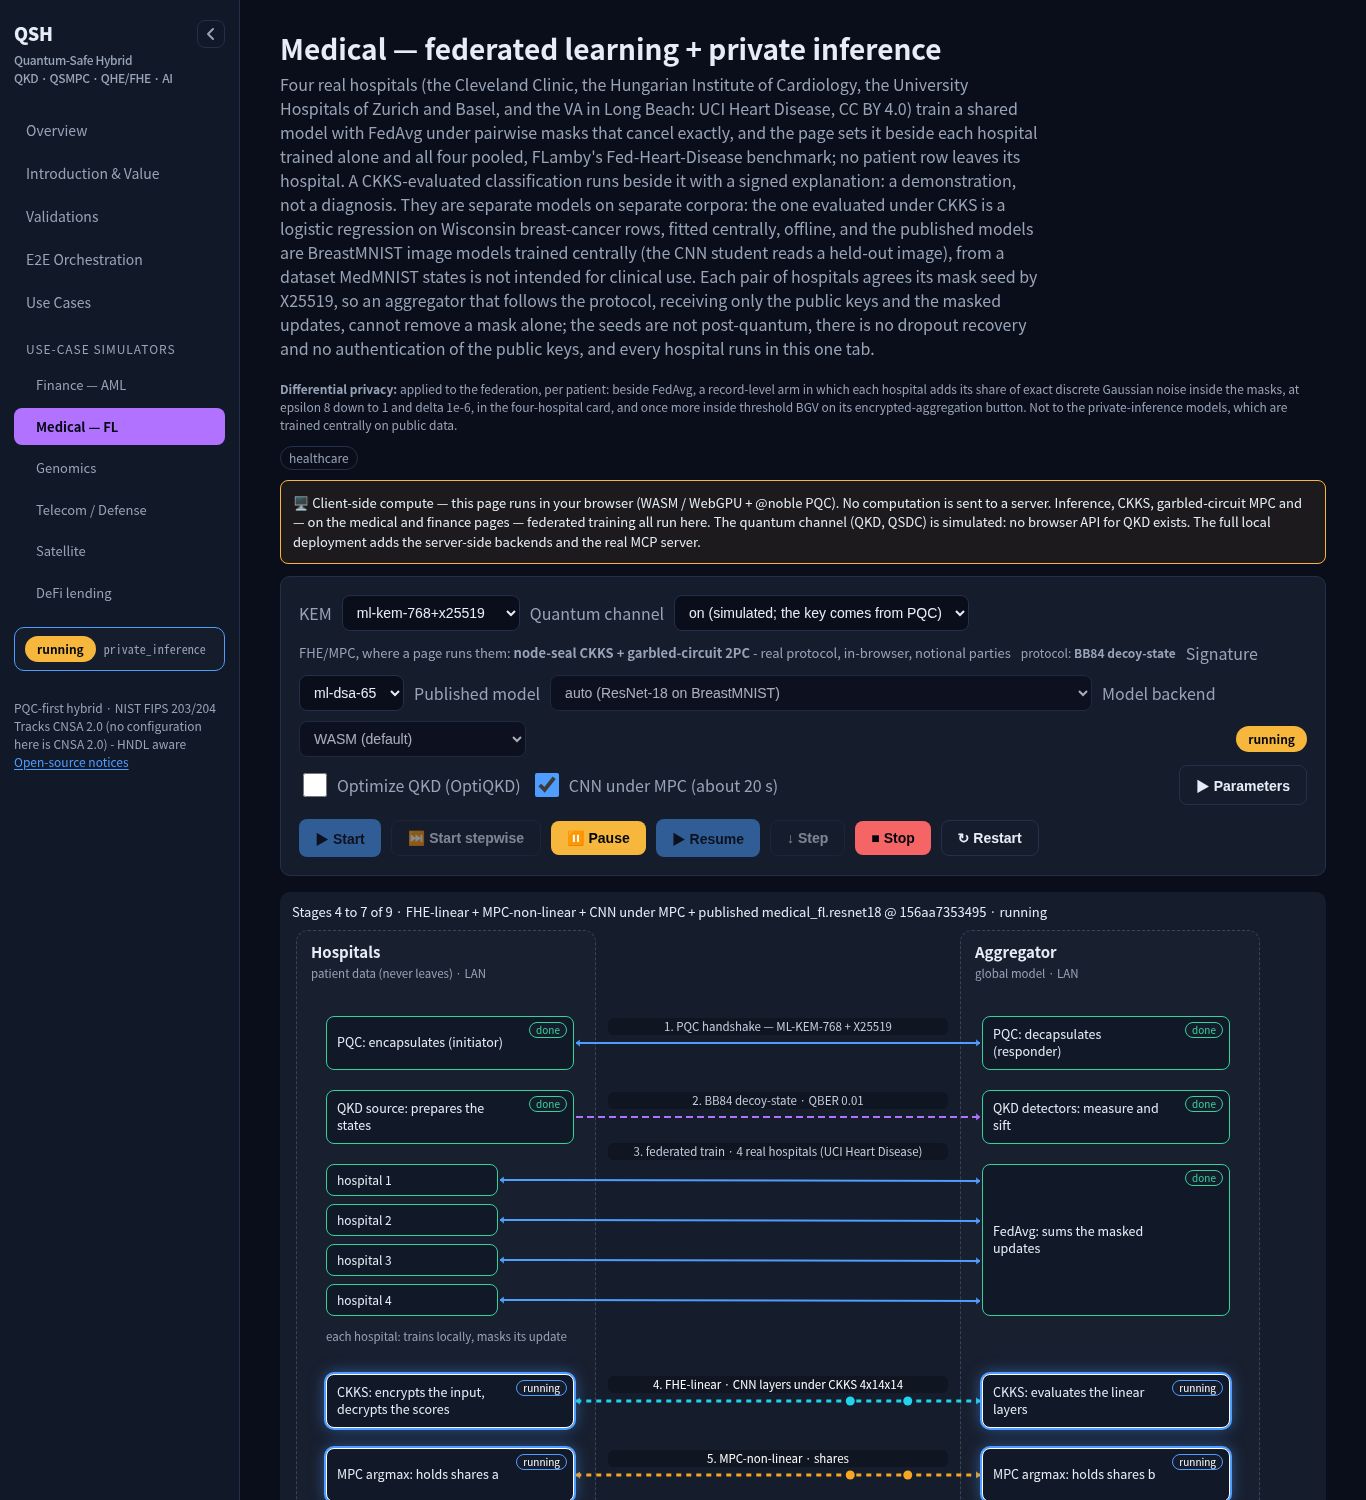 QSH
Quantum-Safe Hybrid
QKD · QSMPC · QHE/FHE · AI
Overview
Introduction & Value
Validations
E2E Orchestration
Use Cases
USE-CASE SIMULATORS
Finance — AML
Medical — FL
Genomics
Telecom / Defense
Satellite
DeFi lending
running private_inference
PQC-first hybrid · NIST FIPS 203/204
Tracks CNSA 2.0 (no configuration
here is CNSA 2.0) - HNDL aware
Open-source notices
Medical — federated learning + private inference
Four real hospitals (the Cleveland Clinic, the Hungarian Institute of Cardiology, the University
Hospitals of Zurich and Basel, and the VA in Long Beach: UCI Heart Disease, CC BY 4.0) train a shared
model with FedAvg under pairwise masks that cancel exactly, and the page sets it beside each hospital
trained alone and all four pooled, FLamby's Fed-Heart-Disease benchmark; no patient row leaves its
hospital. A CKKS-evaluated classification runs beside it with a signed explanation: a demonstration,
not a diagnosis. They are separate models on separate corpora: the one evaluated under CKKS is a
logistic regression on Wisconsin breast-cancer rows, fitted centrally, offline, and the published models
are BreastMNIST image models trained centrally (the CNN student reads a held-out image), from a
dataset MedMNIST states is not intended for clinical use. Each pair of hospitals agrees its mask seed by
X25519, so an aggregator that follows the protocol, receiving only the public keys and the masked
updates, cannot remove a mask alone; the seeds are not post-quantum, there is no dropout recovery
and no authentication of the public keys, and every hospital runs in this one tab.
Differential privacy: applied to the federation, per patient: beside FedAvg, a record-level arm in which each hospital adds its share of exact discrete Gaussian noise inside the masks, at
epsilon 8 down to 1 and delta 1e-6, in the four-hospital card, and once more inside threshold BGV on its encrypted-aggregation button. Not to the private-inference models, which are
trained centrally on public data.
healthcare
🖥️ Client-side compute — this page runs in your browser (WASM / WebGPU + @noble PQC). No computation is sent to a server. Inference, CKKS, garbled-circuit MPC and
— on the medical and finance pages — federated training all run here. The quantum channel (QKD, QSDC) is simulated: no browser API for QKD exists. The full local
deployment adds the server-side backends and the real MCP server.
KEM ml-kem-768+x25519 Quantum channel on (simulated; the key comes from PQC)
FHE/MPC, where a page runs them: node-seal CKKS + garbled-circuit 2PC - real protocol, in-browser, notional parties protocol: BB84 decoy-state Signature
ml-dsa-65 Published model auto (ResNet-18 on BreastMNIST) Model backend
WASM (default) running
Optimize QKD (OptiQKD) CNN under MPC (about 20 s) ▶ Parameters
▶ Start ⏭ Start stepwise ⏸ Pause ▶ Resume ↓ Step ■ Stop ↻ Restart
Stages 4 to 7 of 9 · FHE-linear + MPC-non-linear + CNN under MPC + published medical_fl.resnet18 @ 156aa7353495 · running
Hospitals
patient data (never leaves) · LAN
Aggregator
global model · LAN
PQC: encapsulates (initiator) done
1. PQC handshake — ML-KEM-768 + X25519
PQC: decapsulates
(responder) done
QKD source: prepares the
states done
2. BB84 decoy-state · QBER 0.01
QKD detectors: measure and
sift done
3. federated train · 4 real hospitals (UCI Heart Disease)
hospital 1
hospital 2
hospital 3
hospital 4
FedAvg: sums the masked
updates done
each hospital: trains locally, masks its update
CKKS: encrypts the input,
decrypts the scores running
4. FHE-linear · CNN layers under CKKS 4x14x14
CKKS: evaluates the linear
layers running
MPC argmax: holds shares a running
5. MPC-non-linear · shares
MPC argmax: holds shares b running